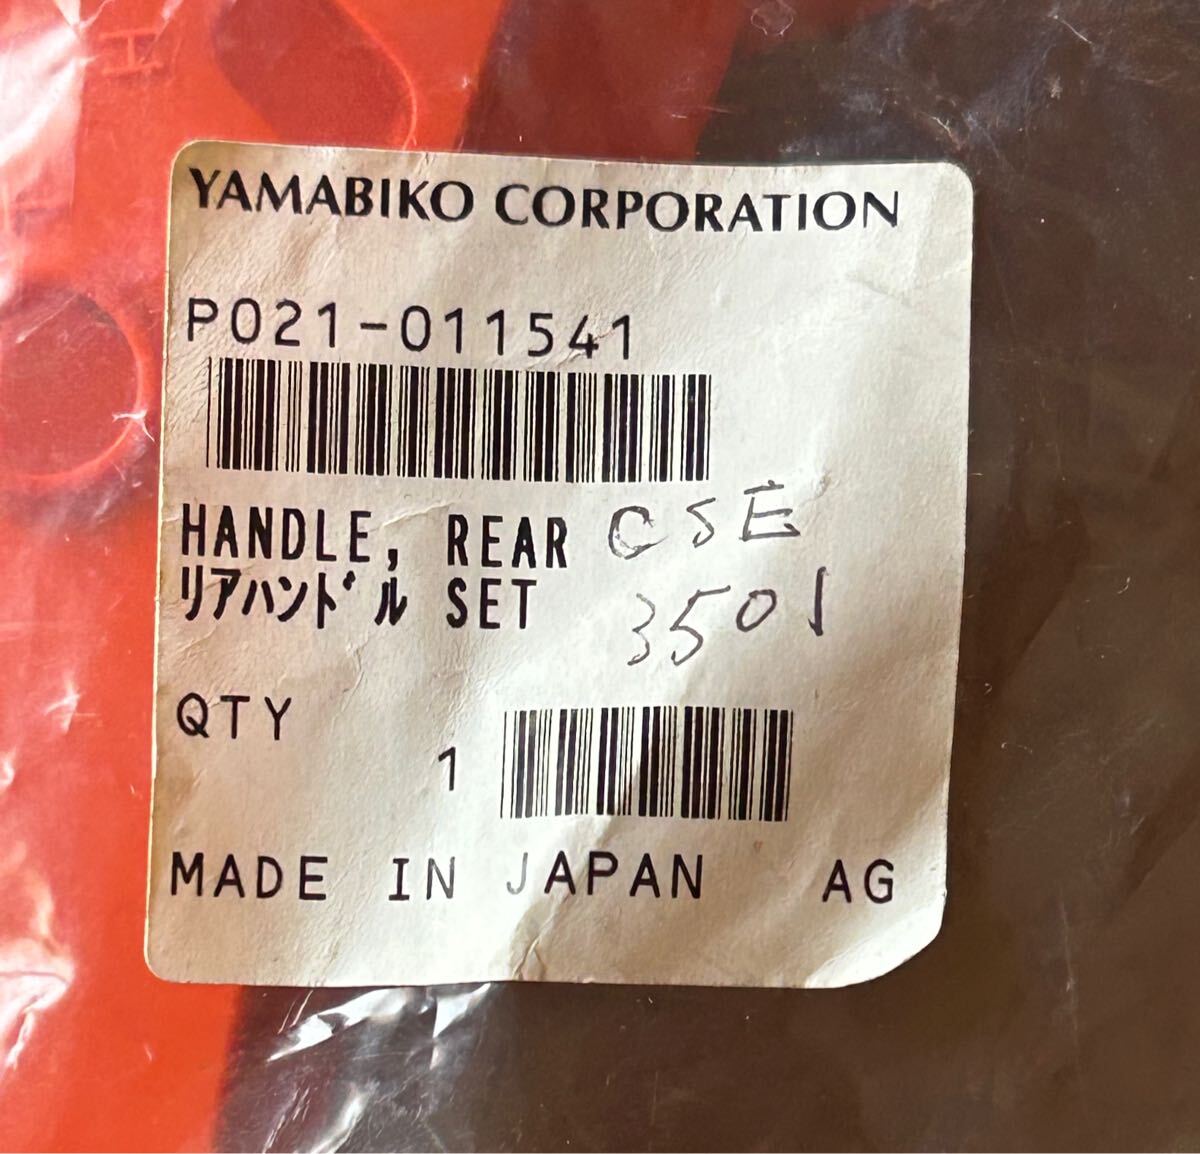 YAMABIKO CORPORATION
P021-011541
HANDLE, REAR CSE
リアハンドル SET 3501
QTY
1
MADE IN JAPAN AG